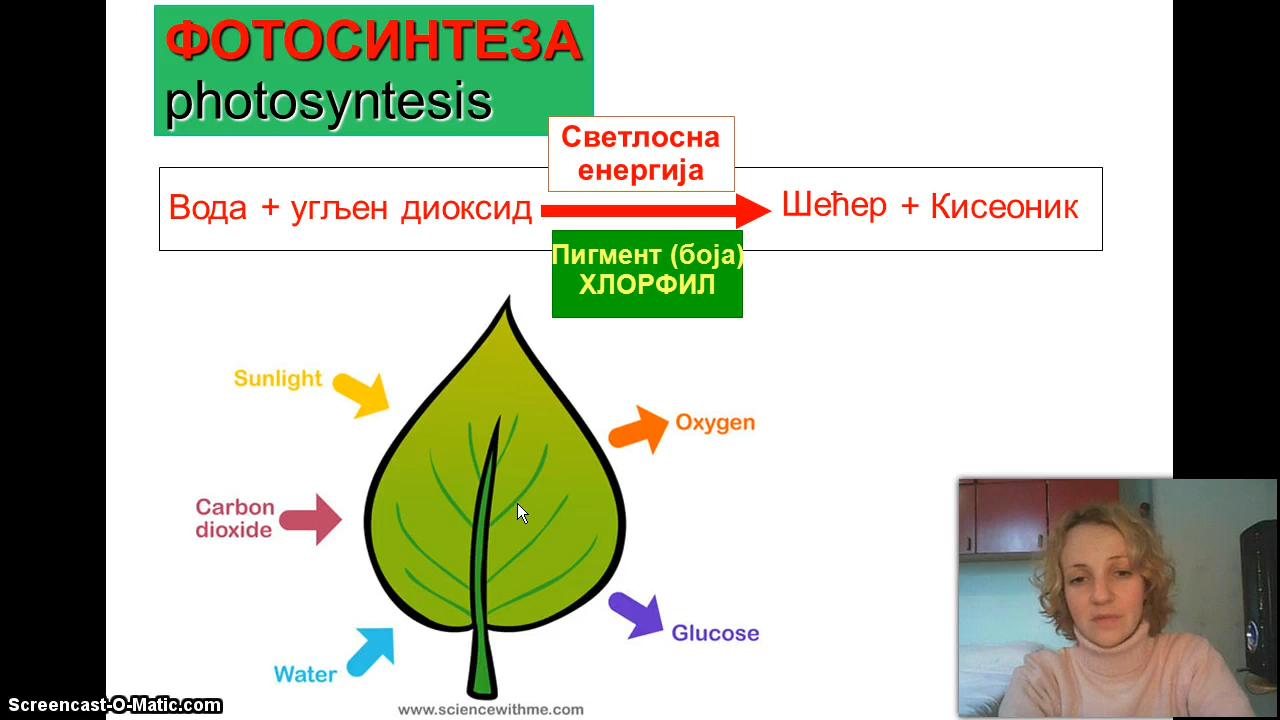 ФОТОСИНТЕЗА
photosyntesis
Светлосна
енергија
Вода + угљен диоксид
Шећер + Кисеоник
Пигмент (боја)
ХЛОРФИЛ
Sunlight
Oxygen
Carbon
dioxide
Glucose
Water
www.sciencewithme.com
Screencast-O-Matic.com